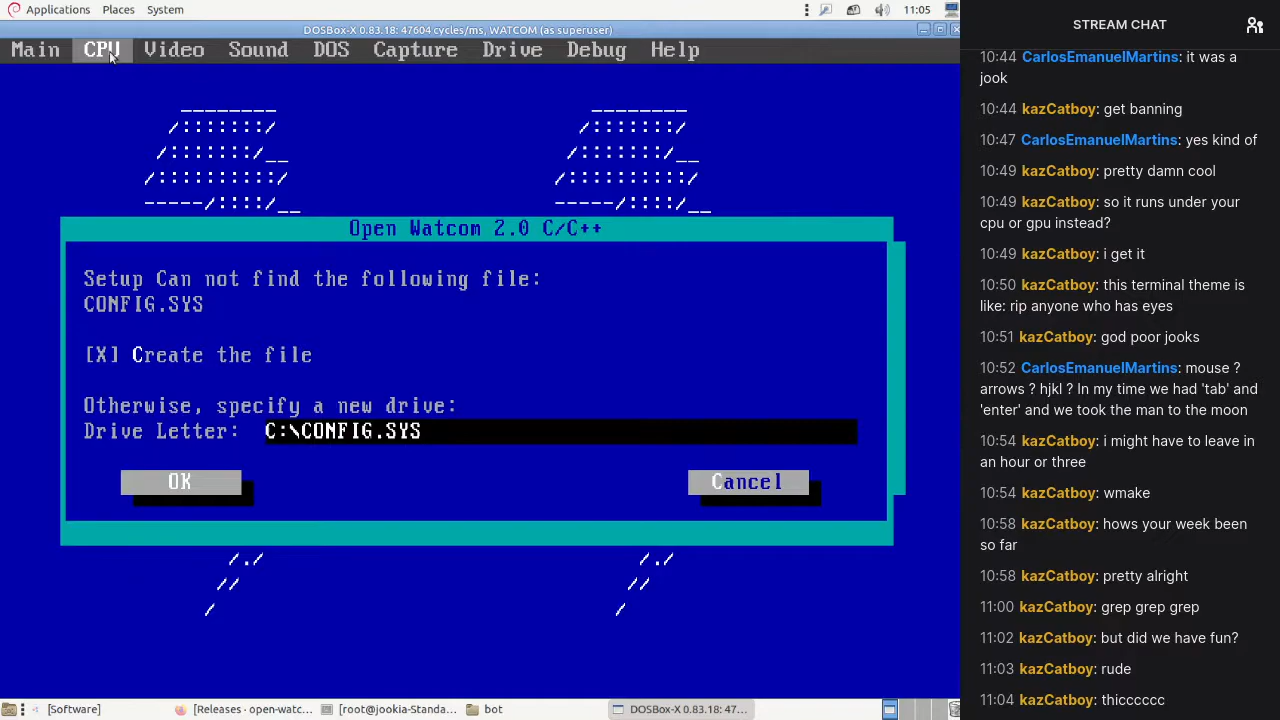 Applications Places System 11:05
DOSBox-X 0.83.18: 47604 cycles/ms, WATCOM (as superuser)
Main CPU Video Sound DOS Capture Drive Debug Help
Open Watcom 2.0 C/C++
Setup Can not find the following file:
CONFIG.SYS
[X] Create the file
Otherwise, specify a new drive:
Drive Letter: C:\CONFIG.SYS
OK Cancel
[Software] [Releases · open-watc... [root@jookia-Standa... bot DOSBox-X 0.83.18: 47...
STREAM CHAT
10:44 CarlosEmanuelMartins: it was a
jook
10:44 kazCatboy: get banning
10:47 CarlosEmanuelMartins: yes kind of
10:49 kazCatboy: pretty damn cool
10:49 kazCatboy: so it runs under your
cpu or gpu instead?
10:49 kazCatboy: i get it
10:50 kazCatboy: this terminal theme is
like: rip anyone who has eyes
10:51 kazCatboy: god poor jooks
10:52 CarlosEmanuelMartins: mouse ?
arrows ? hjkl ? In my time we had 'tab' and
'enter' and we took the man to the moon
10:54 kazCatboy: i might have to leave in
an hour or three
10:54 kazCatboy: wmake
10:58 kazCatboy: hows your week been
so far
10:58 kazCatboy: pretty alright
11:00 kazCatboy: grep grep grep
11:02 kazCatboy: but did we have fun?
11:03 kazCatboy: rude
11:04 kazCatboy: thicccccc